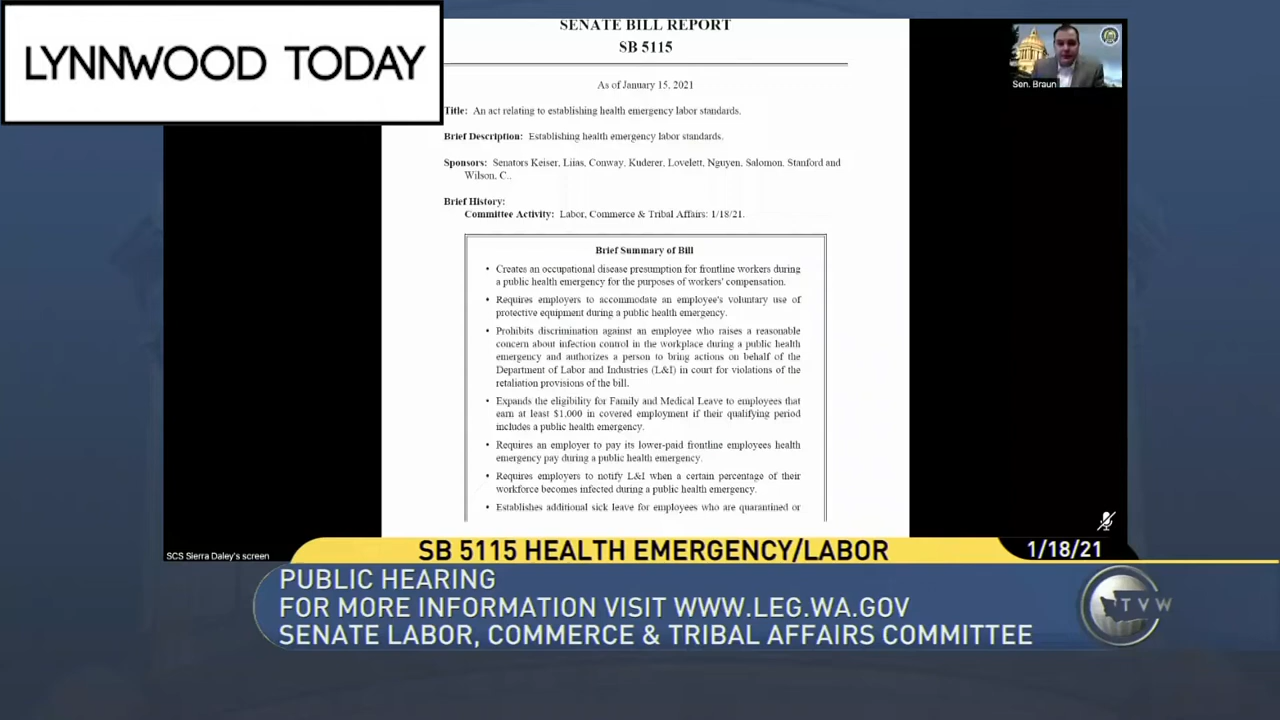 LYNNWOOD TODAY
SENATE BILL REPORT
SB 5115
As of January 15, 2021
Title: An act relating to establishing health emergency labor standards.
Brief Description: Establishing health emergency labor standards.
Sponsors: Senators Keiser, Liias, Conway, Kuderer, Lovelett, Nguyen, Salomon, Stanford and
Wilson, C..
Brief History:
Committee Activity: Labor, Commerce & Tribal Affairs: 1/18/21.
Brief Summary of Bill
• Creates an occupational disease presumption for frontline workers during
a public health emergency for the purposes of workers' compensation.
• Requires employers to accommodate an employee's voluntary use of
protective equipment during a public health emergency.
• Prohibits discrimination against an employee who raises a reasonable
concern about infection control in the workplace during a public health
emergency and authorizes a person to bring actions on behalf of the
Department of Labor and Industries (L&I) in court for violations of the
retaliation provisions of the bill.
• Expands the eligibility for Family and Medical Leave to employees that
earn at least $1,000 in covered employment if their qualifying period
includes a public health emergency.
• Requires an employer to pay its lower-paid frontline employees health
emergency pay during a public health emergency.
• Requires employers to notify L&I when a certain percentage of their
workforce becomes infected during a public health emergency.
• Establishes additional sick leave for employees who are quarantined or
Sen. Braun
SCS Sierra Daley's screen
SB 5115 HEALTH EMERGENCY/LABOR
1/18/21
PUBLIC HEARING
FOR MORE INFORMATION VISIT WWW.LEG.WA.GOV
SENATE LABOR, COMMERCE & TRIBAL AFFAIRS COMMITTEE
TVW